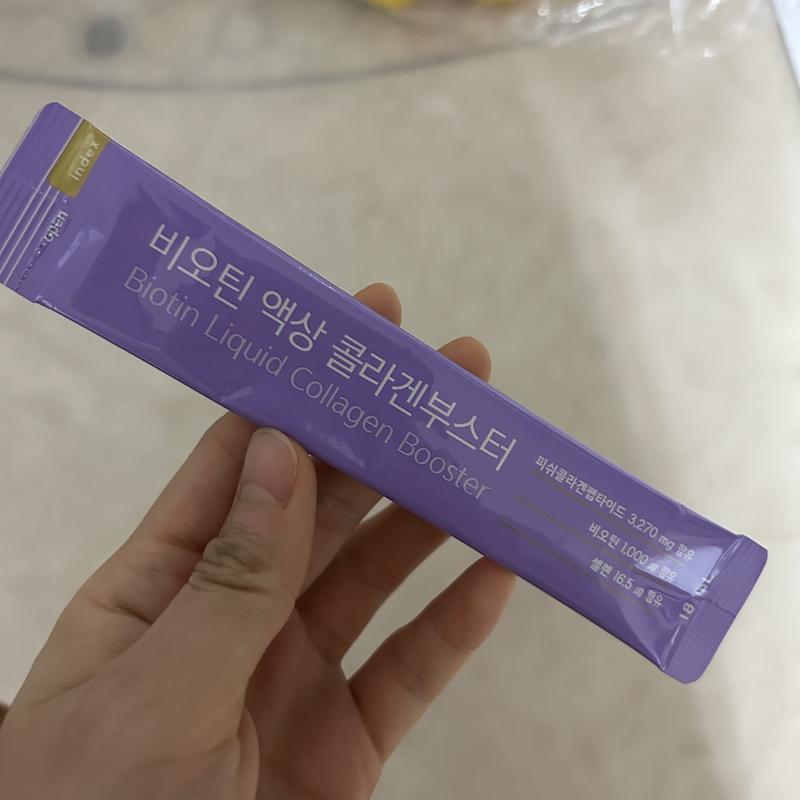 index
open
비오틴 액상 콜라겐부스터
Biotin Liquid Collagen Booster
피쉬콜라겐펩타이드 3,270 mg 함유
비오틴 1,000 ㎍ 함유
셀렌 16.5 ㎍ 함유
18